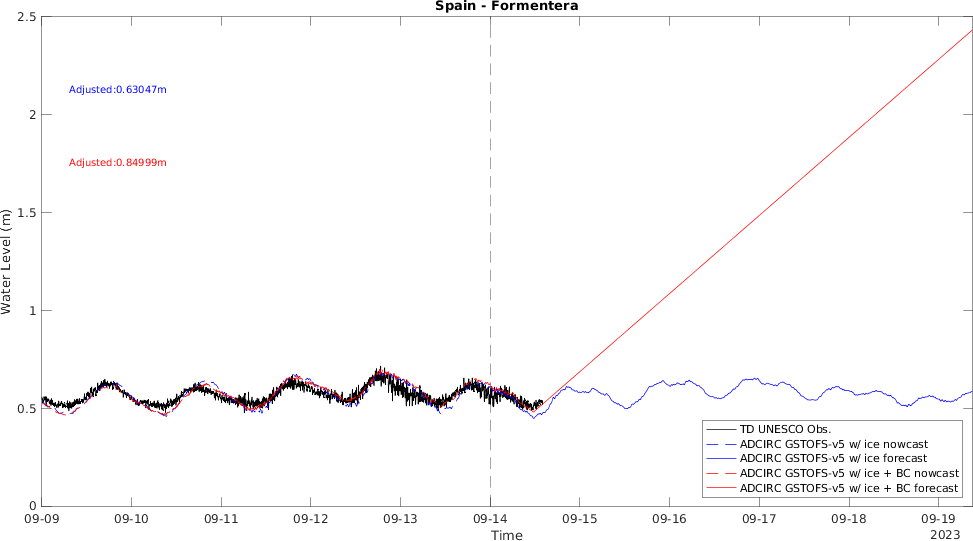 Spain - Formentera
2.5
2
1.5
1
0.5
0
Water Level (m)
Adjusted:0.63047m
Adjusted:0.84999m
TD UNESCO Obs.
ADCIRC GSTOFS-v5 w/ ice nowcast
ADCIRC GSTOFS-v5 w/ ice forecast
ADCIRC GSTOFS-v5 w/ ice + BC nowcast
ADCIRC GSTOFS-v5 w/ ice + BC forecast
09-09 09-10 09-11 09-12 09-13 09-14 09-15 09-16 09-17 09-18 09-19
2023
Time